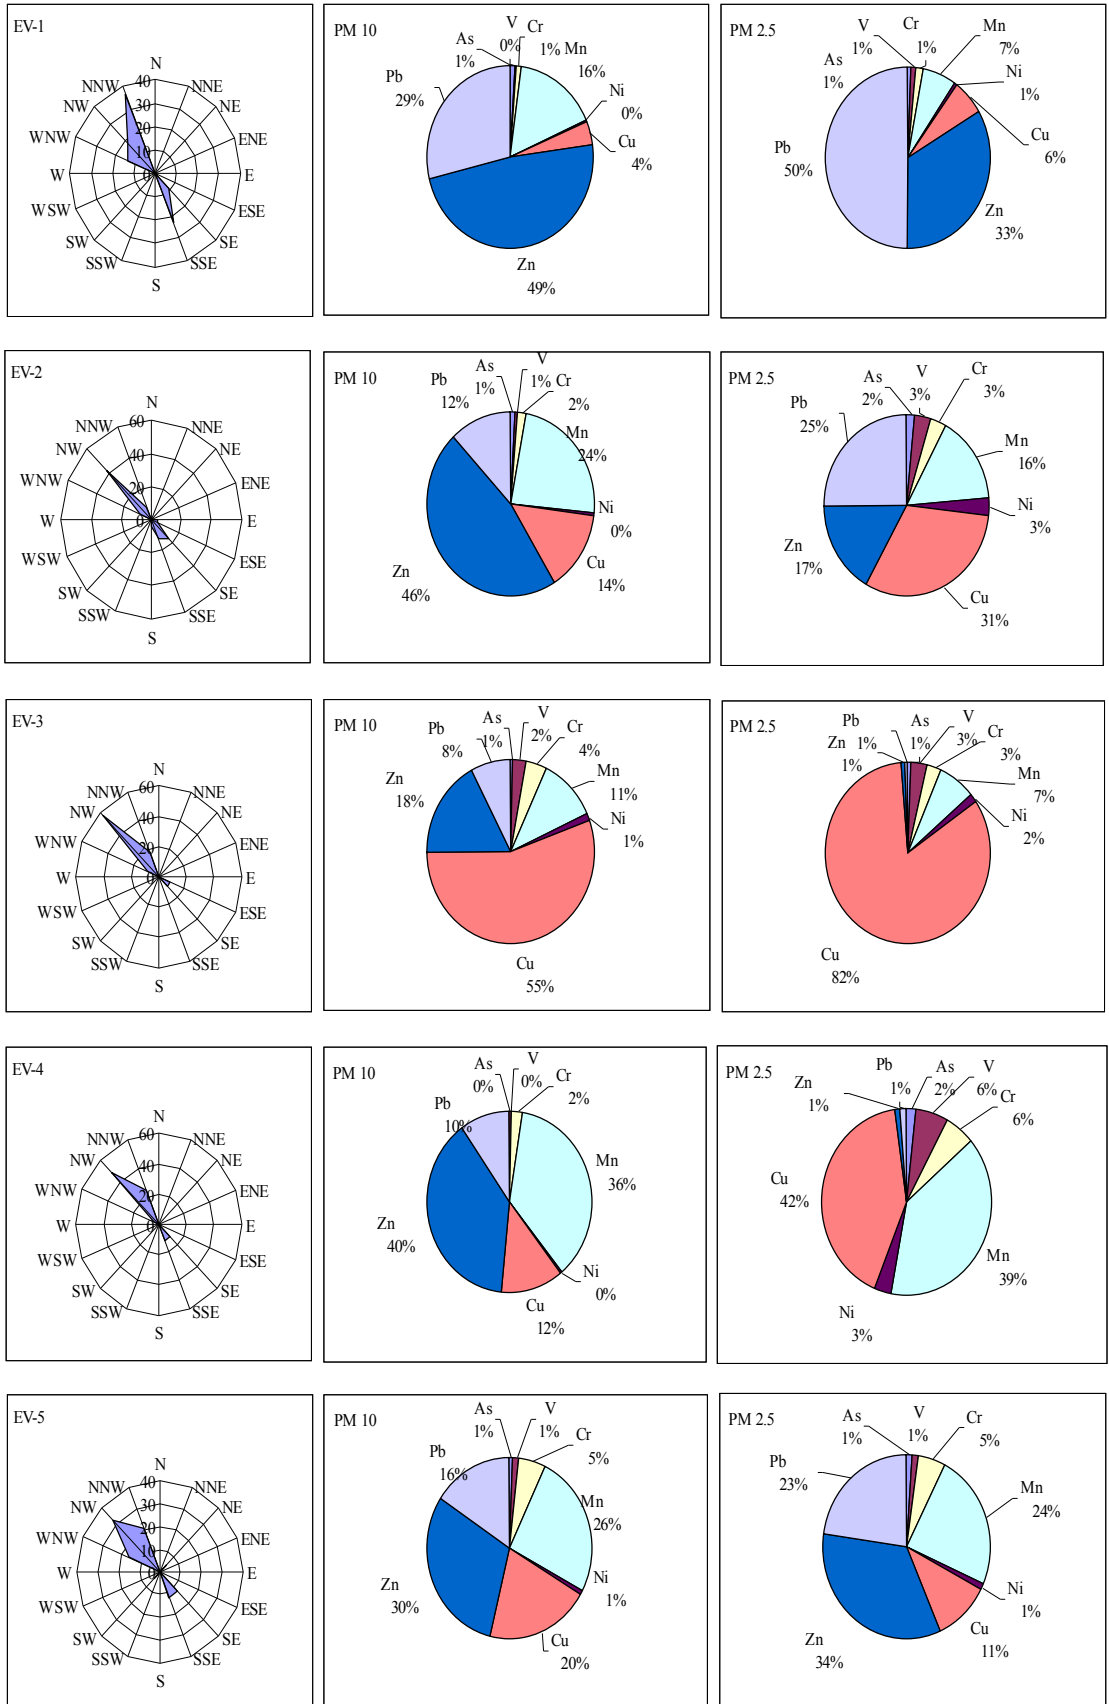 EV-1
N
NNE
NE
ENE
E
ESE
SE
SSE
S
SSW
SW
WSW
W
WNW
NW
NNW
40
30
20
10
0
PM 10
As
1%
V
0%
Cr
1%
Mn
16%
Ni
0%
Cu
4%
Zn
49%
Pb
29%
PM 2.5
As
1%
V
1%
Cr
1%
Mn
7%
Ni
1%
Cu
6%
Zn
33%
Pb
50%
EV-2
N
NNE
NE
ENE
E
ESE
SE
SSE
S
SSW
SW
WSW
W
WNW
NW
NNW
60
40
20
0
PM 10
As
1%
V
1%
Cr
2%
Mn
24%
Ni
0%
Cu
14%
Zn
46%
Pb
12%
PM 2.5
As
2%
V
3%
Cr
3%
Mn
16%
Ni
3%
Cu
31%
Zn
17%
Pb
25%
EV-3
N
NNE
NE
ENE
E
ESE
SE
SSE
S
SSW
SW
WSW
W
WNW
NW
NNW
60
40
20
0
PM 10
As
1%
V
2%
Cr
4%
Mn
11%
Ni
1%
Cu
55%
Zn
18%
Pb
8%
PM 2.5
As
1%
V
3%
Cr
3%
Mn
7%
Ni
2%
Cu
82%
Zn
1%
Pb
1%
EV-4
N
NNE
NE
ENE
E
ESE
SE
SSE
S
SSW
SW
WSW
W
WNW
NW
NNW
60
40
20
0
PM 10
As
0%
V
0%
Cr
2%
Mn
36%
Ni
0%
Cu
12%
Zn
40%
Pb
10%
PM 2.5
As
2%
V
6%
Cr
6%
Mn
39%
Ni
3%
Cu
42%
Zn
1%
Pb
1%
EV-5
N
NNE
NE
ENE
E
ESE
SE
SSE
S
SSW
SW
WSW
W
WNW
NW
NNW
40
30
20
10
0
PM 10
As
1%
V
1%
Cr
5%
Mn
26%
Ni
1%
Cu
20%
Zn
30%
Pb
16%
PM 2.5
As
1%
V
1%
Cr
5%
Mn
24%
Ni
1%
Cu
11%
Zn
34%
Pb
23%